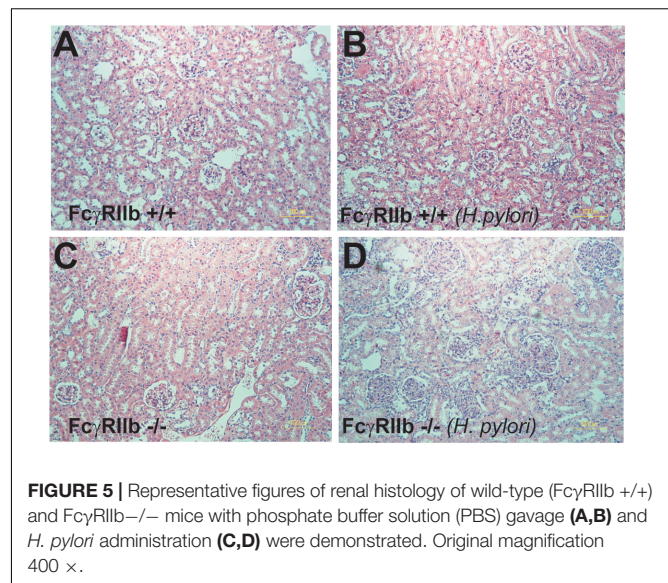 A
FcγRIIb +/+
B
FcγRIIb +/+ (H.pylori)
C
FcγRIIb -/-
D
FcγRIIb -/- (H. pylori)
FIGURE 5 | Representative figures of renal histology of wild-type (FcγRIIb +/+)
and FcγRIIb−/− mice with phosphate buffer solution (PBS) gavage (A,B) and
H. pylori administration (C,D) were demonstrated. Original magnification
400 ×.